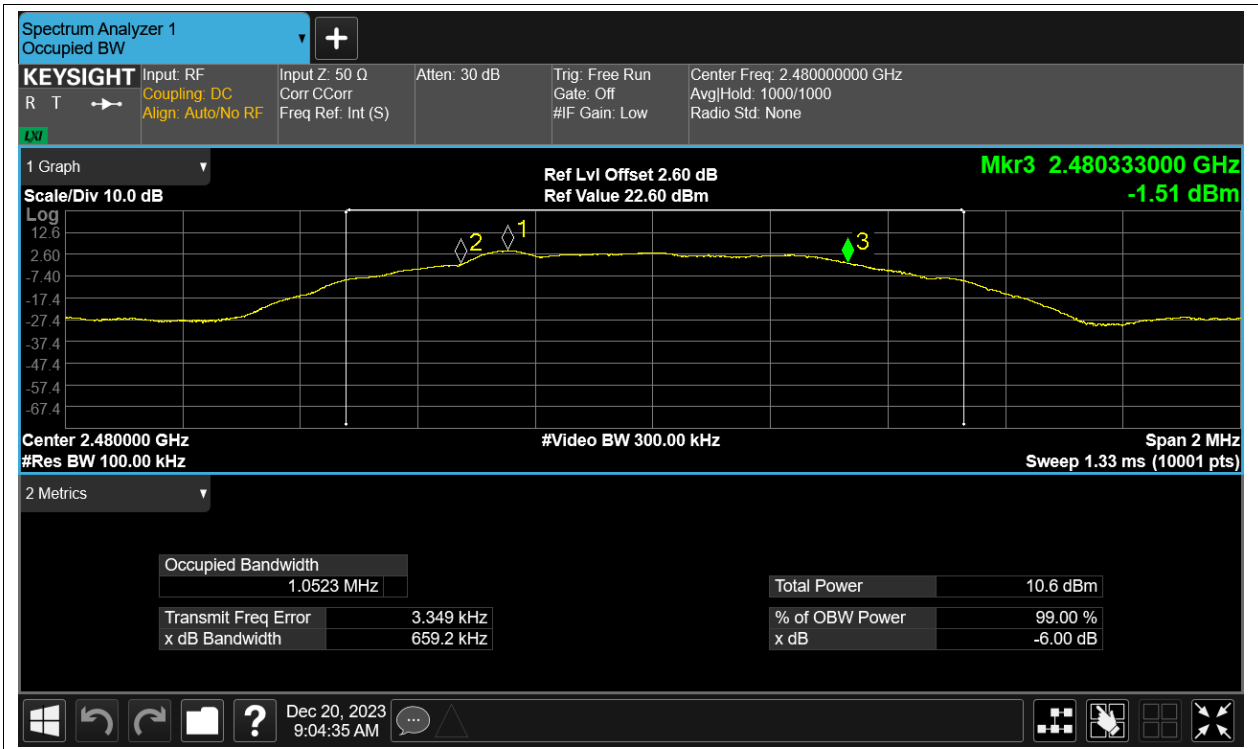 Spectrum Analyzer 1
Occupied BW
KEYSIGHT
R T
LXI
Input: RF
Coupling: DC
Align: Auto/No RF
Input Z: 50 Ω
Corr CCorr
Freq Ref: Int (S)
Atten: 30 dB
Trig: Free Run
Gate: Off
#IF Gain: Low
Center Freq: 2.480000000 GHz
Avg|Hold: 1000/1000
Radio Std: None
1 Graph
Scale/Div 10.0 dB
Ref Lvl Offset 2.60 dB
Ref Value 22.60 dBm
Mkr3 2.480333000 GHz
-1.51 dBm
Log
12.6
2.60
-7.40
-17.4
-27.4
-37.4
-47.4
-57.4
-67.4
2
1
3
Center 2.480000 GHz
#Res BW 100.00 kHz
#Video BW 300.00 kHz
Span 2 MHz
Sweep 1.33 ms (10001 pts)
2 Metrics
Occupied Bandwidth
1.0523 MHz
Transmit Freq Error 3.349 kHz
x dB Bandwidth 659.2 kHz
Total Power 10.6 dBm
% of OBW Power 99.00 %
x dB -6.00 dB
?
Dec 20, 2023
9:04:35 AM